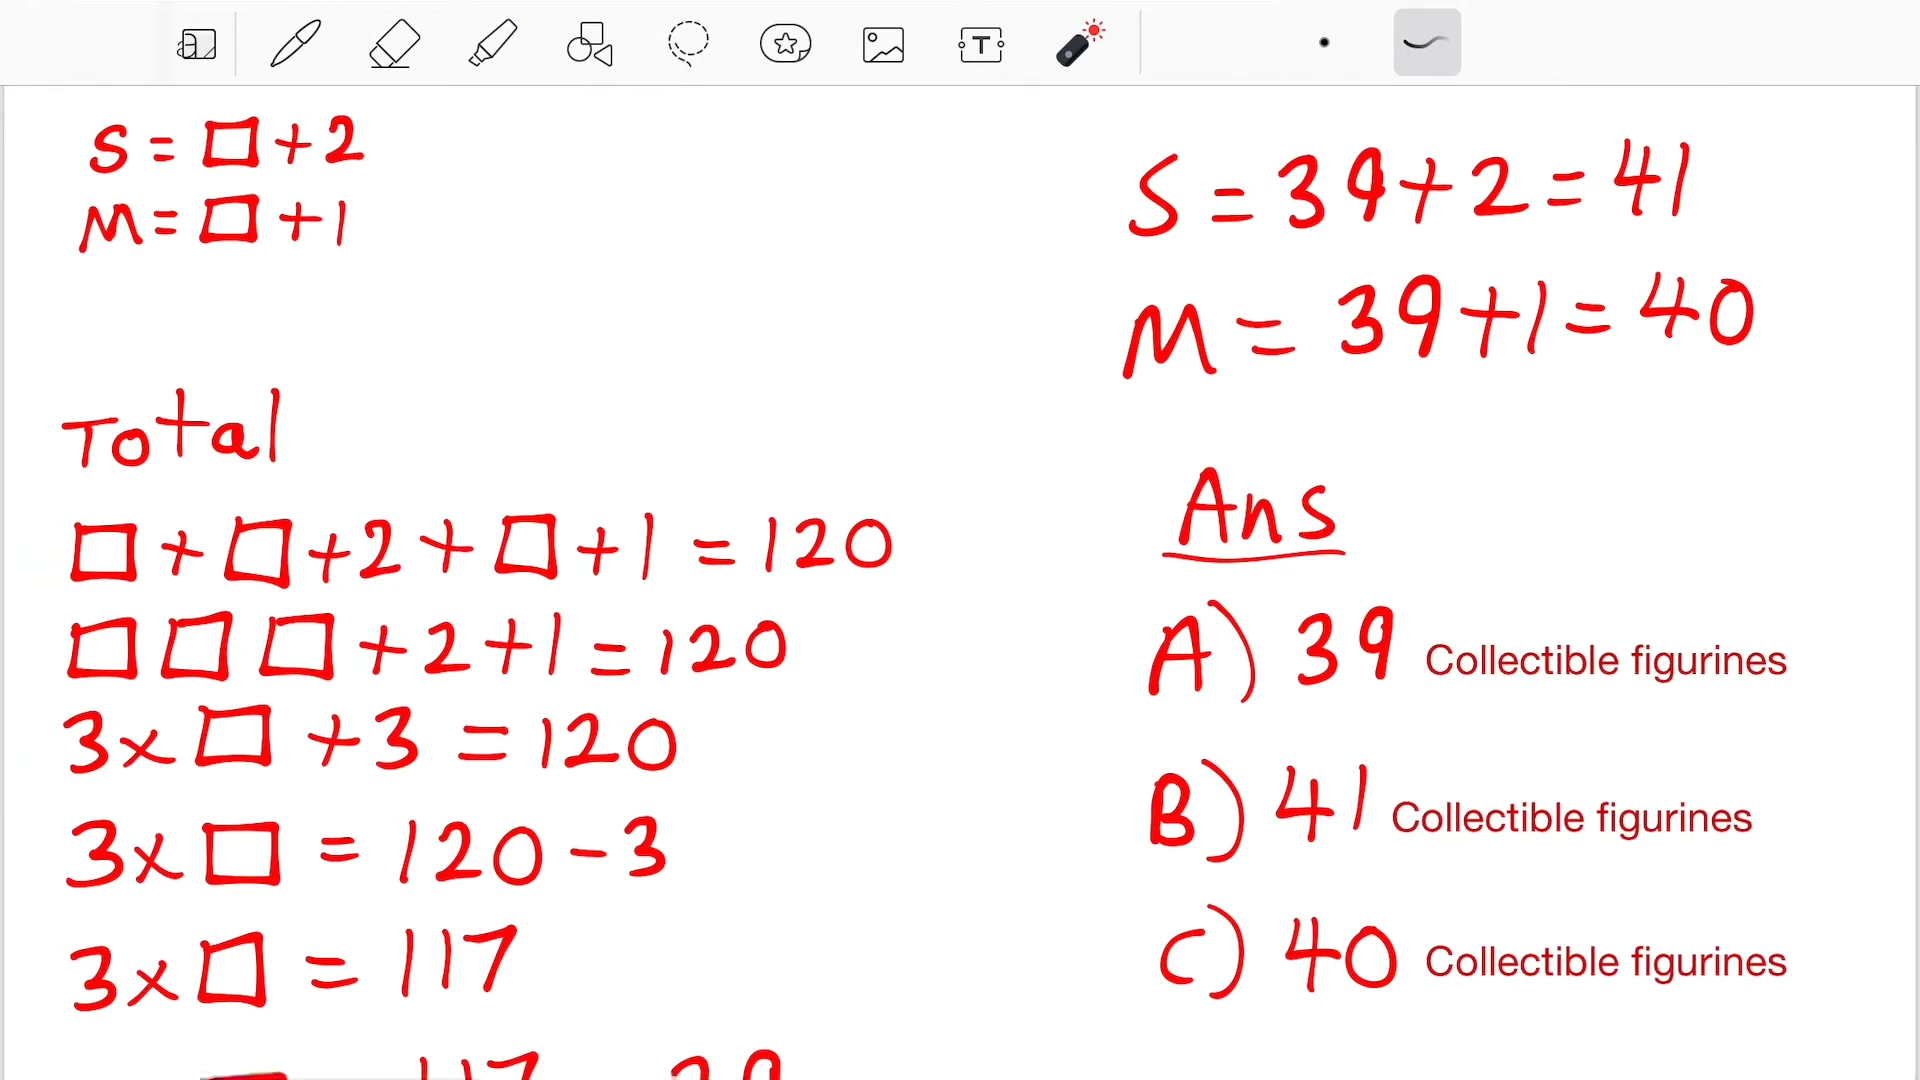 S = □ + 2
M = □ + 1
Total
□ + □ + 2 + □ + 1 = 120
□ □ □ + 2 + 1 = 120
3 x □ + 3 = 120
3 x □ = 120 - 3
3 x □ = 117
S = 39 + 2 = 41
M = 39 + 1 = 40
Ans
A) 39 Collectible figurines
B) 41 Collectible figurines
C) 40 Collectible figurines